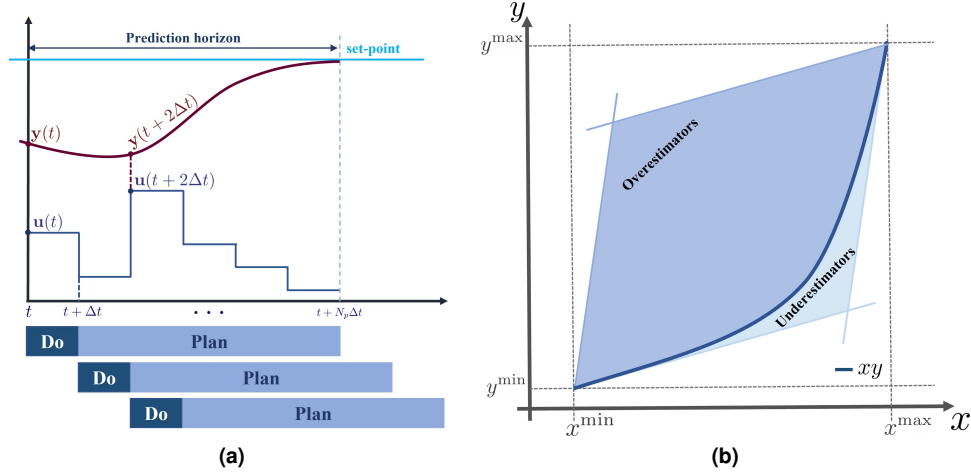 Prediction horizon
set-point
y(t)
y(t + 2Δt)
u(t + 2Δt)
u(t)
t
t + Δt
· · ·
t + N_pΔt
Do Plan
Do Plan
Do Plan
(a)
y
y^max
Overestimators
Underestimators
xy
y^min
x^min
x^max
x
(b)